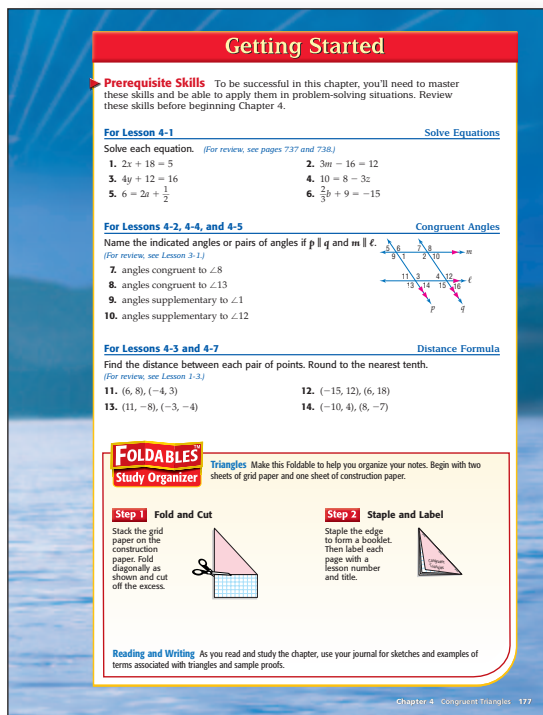 Getting Started
Prerequisite Skills To be successful in this chapter, you'll need to master
these skills and be able to apply them in problem-solving situations. Review
these skills before beginning Chapter 4.
For Lesson 4-1 Solve Equations
Solve each equation. (For review, see pages 737 and 738.)
1. 2x + 18 = 5 2. 3m − 16 = 12
3. 4y + 12 = 16 4. 10 = 8 − 3z
5. 6 = 2a + 1/2 6. 2/3b + 9 = −15
For Lessons 4-2, 4-4, and 4-5 Congruent Angles
Name the indicated angles or pairs of angles if p ∥ q and m ∥ ℓ.
(For review, see Lesson 3-1.)
7. angles congruent to ∠8
8. angles congruent to ∠13
9. angles supplementary to ∠1
10. angles supplementary to ∠12
5 6 7 8
9 1 2 10 m
11 3 4 12 ℓ
13 14 15 16
p q
For Lessons 4-3 and 4-7 Distance Formula
Find the distance between each pair of points. Round to the nearest tenth.
(For review, see Lesson 1-3.)
11. (6, 8), (−4, 3) 12. (−15, 12), (6, 18)
13. (11, −8), (−3, −4) 14. (−10, 4), (8, −7)
FOLDABLES™
Study Organizer
Triangles Make this Foldable to help you organize your notes. Begin with two
sheets of grid paper and one sheet of construction paper.
Step 1 Fold and Cut
Stack the grid
paper on the
construction
paper. Fold
diagonally as
shown and cut
off the excess.
Step 2 Staple and Label
Staple the edge
to form a booklet.
Then label each
page with a
lesson number
and title.
Congruent
Triangles
Reading and Writing As you read and study the chapter, use your journal for sketches and examples of
terms associated with triangles and sample proofs.
Chapter 4 Congruent Triangles 177